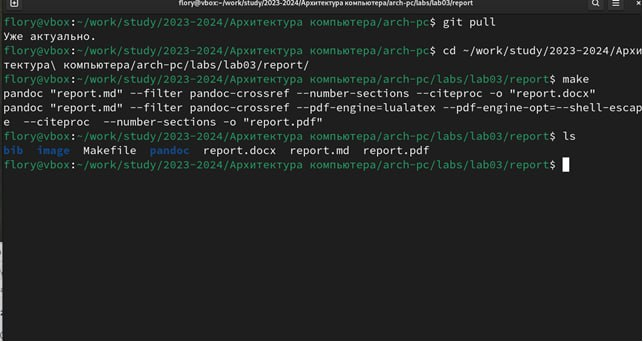 flory@vbox:~/work/study/2023-2024/Архитектура компьютера/arch-pc/labs/lab03/report
flory@vbox:~/work/study/2023-2024/Архитектура компьютера/arch-pc$ git pull
Уже актуально.
flory@vbox:~/work/study/2023-2024/Архитектура компьютера/arch-pc$ cd ~/work/study/2023-2024/Архи
тектура\ компьютера/arch-pc/labs/lab03/report/
flory@vbox:~/work/study/2023-2024/Архитектура компьютера/arch-pc/labs/lab03/report$ make
pandoc "report.md" --filter pandoc-crossref --number-sections --citeproc -o "report.docx"
pandoc "report.md" --filter pandoc-crossref --pdf-engine=lualatex --pdf-engine-opt=--shell-escap
e  --citeproc  --number-sections -o "report.pdf"
flory@vbox:~/work/study/2023-2024/Архитектура компьютера/arch-pc/labs/lab03/report$ ls
bib  image  Makefile  pandoc  report.docx  report.md  report.pdf
flory@vbox:~/work/study/2023-2024/Архитектура компьютера/arch-pc/labs/lab03/report$